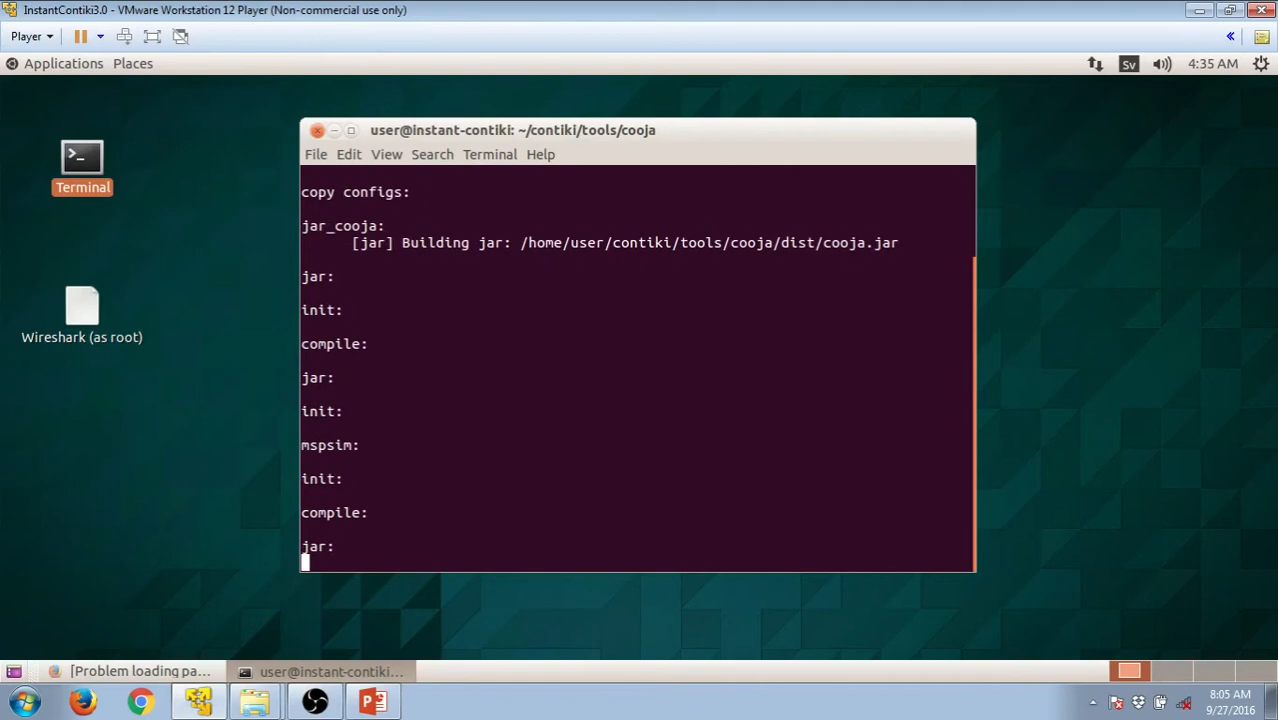 InstantContiki3.0 - VMware Workstation 12 Player (Non-commercial use only)
Player
Applications Places
Sv
4:35 AM
Terminal
Wireshark (as root)
user@instant-contiki: ~/contiki/tools/cooja
File Edit View Search Terminal Help
copy configs:
jar_cooja:
[jar] Building jar: /home/user/contiki/tools/cooja/dist/cooja.jar
jar:
init:
compile:
jar:
init:
mspsim:
init:
compile:
jar:
[Problem loading pa...
user@instant-contiki...
8:05 AM
9/27/2016